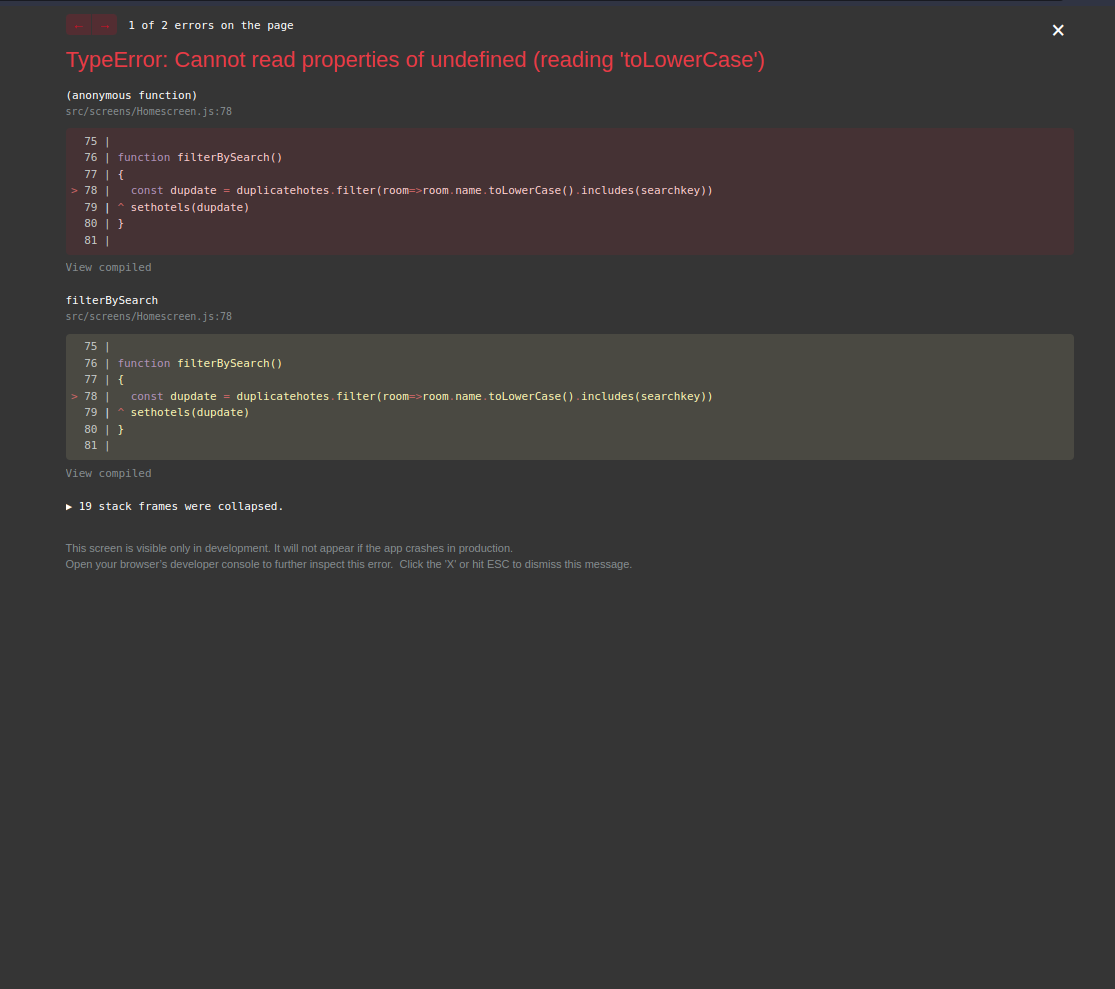 ← → 1 of 2 errors on the page
✕
TypeError: Cannot read properties of undefined (reading 'toLowerCase')
(anonymous function)
src/screens/Homescreen.js:78
75 |
76 | function filterBySearch()
77 | {
> 78 |   const dupdate = duplicatehotes.filter(room=>room.name.toLowerCase().includes(searchkey))
79 | ^ sethotels(dupdate)
80 | }
81 |
View compiled
filterBySearch
src/screens/Homescreen.js:78
75 |
76 | function filterBySearch()
77 | {
> 78 |   const dupdate = duplicatehotes.filter(room=>room.name.toLowerCase().includes(searchkey))
79 | ^ sethotels(dupdate)
80 | }
81 |
View compiled
▶ 19 stack frames were collapsed.
This screen is visible only in development. It will not appear if the app crashes in production.
Open your browser’s developer console to further inspect this error.  Click the 'X' or hit ESC to dismiss this message.